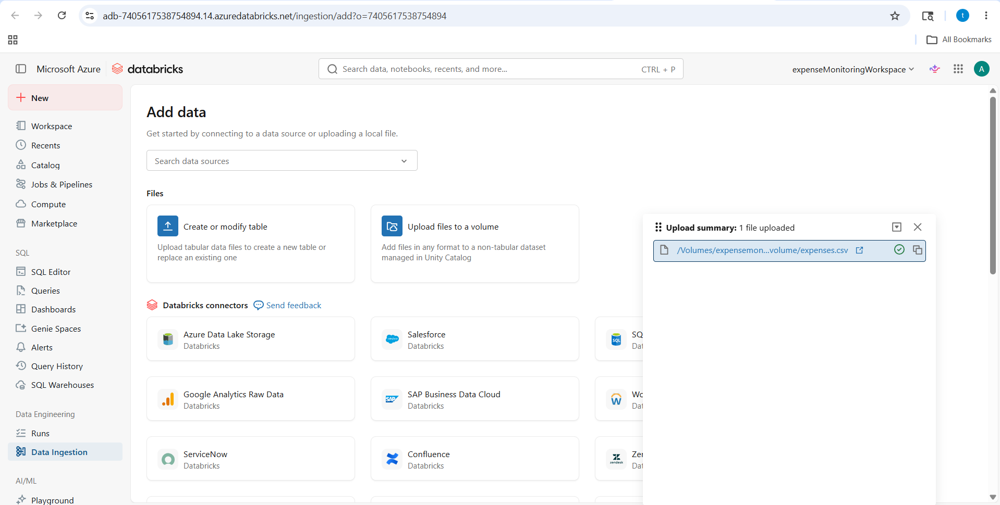 adb-7405617538754894.14.azuredatabricks.net/ingestion/add?o=7405617538754894
t
All Bookmarks
Microsoft Azure
databricks
Search data, notebooks, recents, and more...
CTRL + P
expenseMonitoringWorkspace
A
New
Workspace
Recents
Catalog
Jobs & Pipelines
Compute
Marketplace
SQL
SQL Editor
Queries
Dashboards
Genie Spaces
Alerts
Query History
SQL Warehouses
Data Engineering
Runs
Data Ingestion
AI/ML
Playground
Add data
Get started by connecting to a data source or uploading a local file.
Search data sources
Files
Create or modify table
Upload tabular data files to create a new table or
replace an existing one
Upload files to a volume
Add files in any format to a non-tabular dataset
managed in Unity Catalog
Databricks connectors
Send feedback
Azure Data Lake Storage
Databricks
Salesforce
Databricks
SQL
SQ
Dat
Google Analytics Raw Data
Databricks
SAP
SAP Business Data Cloud
Databricks
Wo
Dat
ServiceNow
Databricks
Confluence
Databricks
zendesk
Zer
Dat
Upload summary: 1 file uploaded
/Volumes/expensemon...volume/expenses.csv